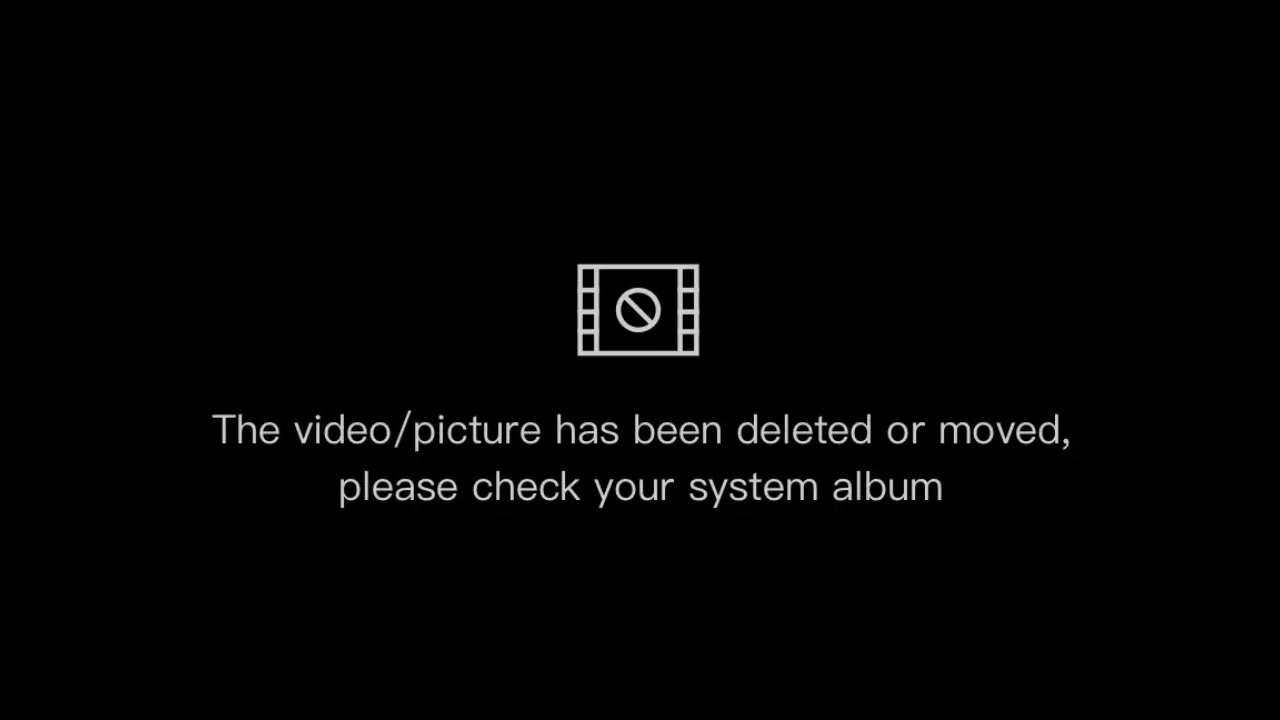 The video/picture has been deleted or moved,
please check your system album